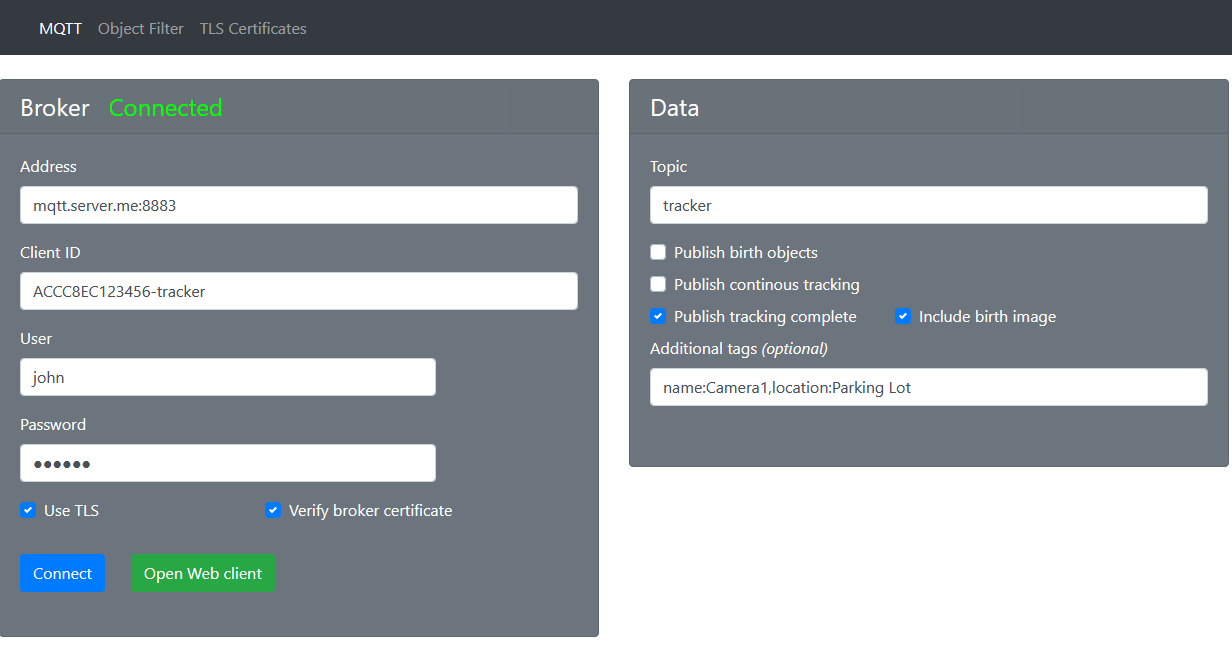 MQTT Object Filter TLS Certificates
Broker Connected
Address
mqtt.server.me:8883
Client ID
ACCC8EC123456-tracker
User
john
Password
●●●●●●
Use TLS Verify broker certificate
Connect Open Web client
Data
Topic
tracker
Publish birth objects
Publish continous tracking
Publish tracking complete Include birth image
Additional tags (optional)
name:Camera1,location:Parking Lot